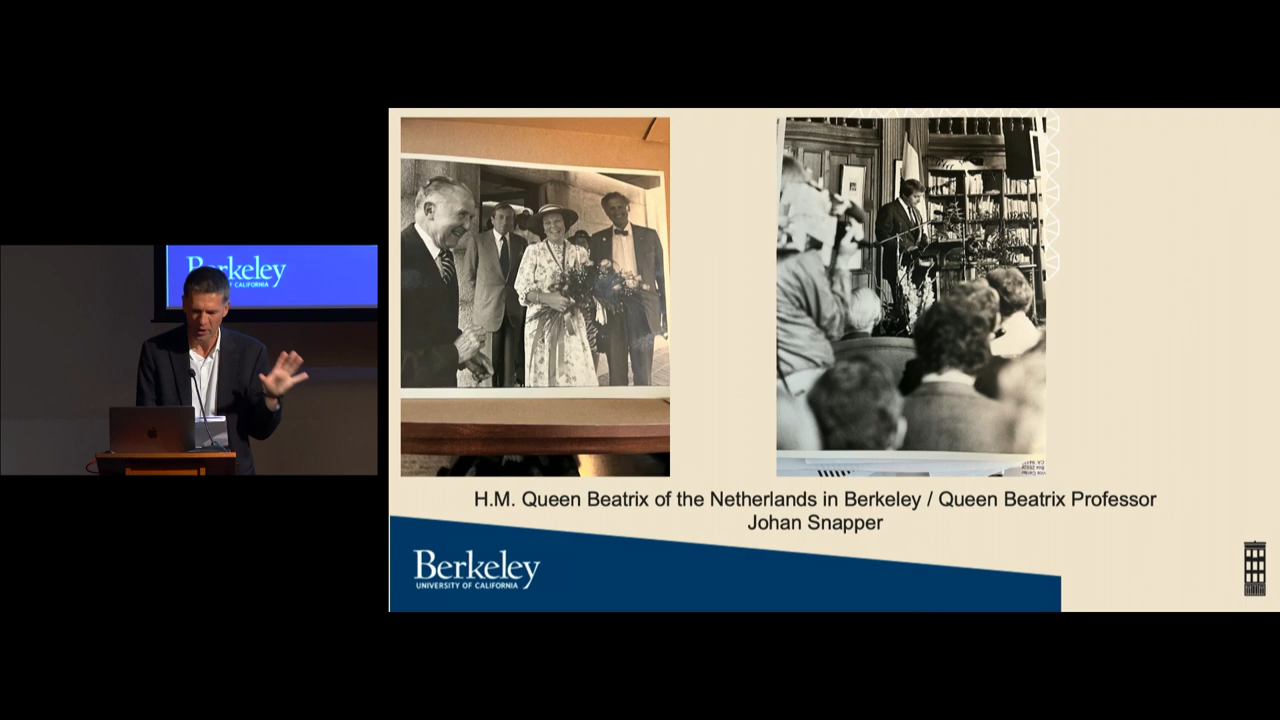 Berkeley
OF CALIFORNIA
H.M. Queen Beatrix of the Netherlands in Berkeley / Queen Beatrix Professor
Johan Snapper
Berkeley
UNIVERSITY OF CALIFORNIA